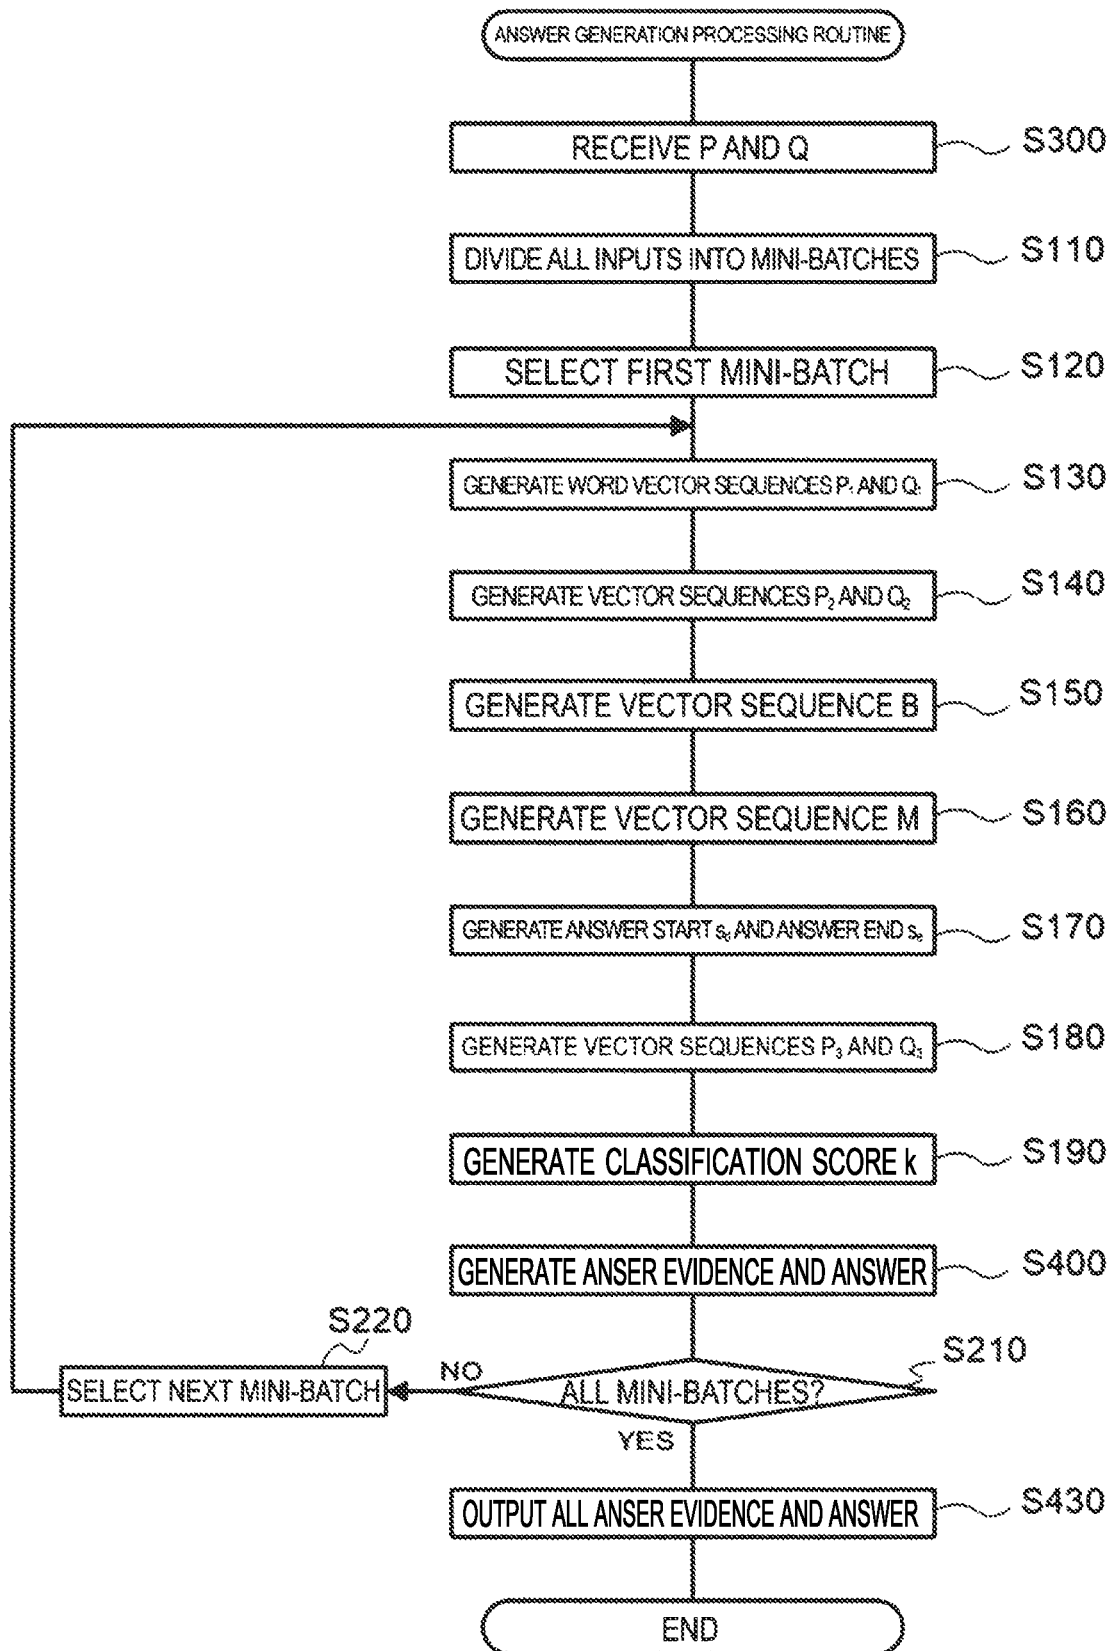 ANSWER GENERATION PROCESSING ROUTINE
RECEIVE P AND Q
S300
DIVIDE ALL INPUTS INTO MINI-BATCHES
S110
SELECT FIRST MINI-BATCH
S120
GENERATE WORD VECTOR SEQUENCES P₁ AND Q₁
S130
GENERATE VECTOR SEQUENCES P₂ AND Q₂
S140
GENERATE VECTOR SEQUENCE B
S150
GENERATE VECTOR SEQUENCE M
S160
GENERATE ANSWER START AND ANSWER END sₑ
S170
GENERATE VECTOR SEQUENCES P₃ AND Q₃
S180
GENERATE CLASSIFICATION SCORE k
S190
GENERATE ANSER EVIDENCE AND ANSWER
S400
S220
S210
NO
SELECT NEXT MINI-BATCH
ALL MINI-BATCHES?
YES
OUTPUT ALL ANSER EVIDENCE AND ANSWER
S430
END